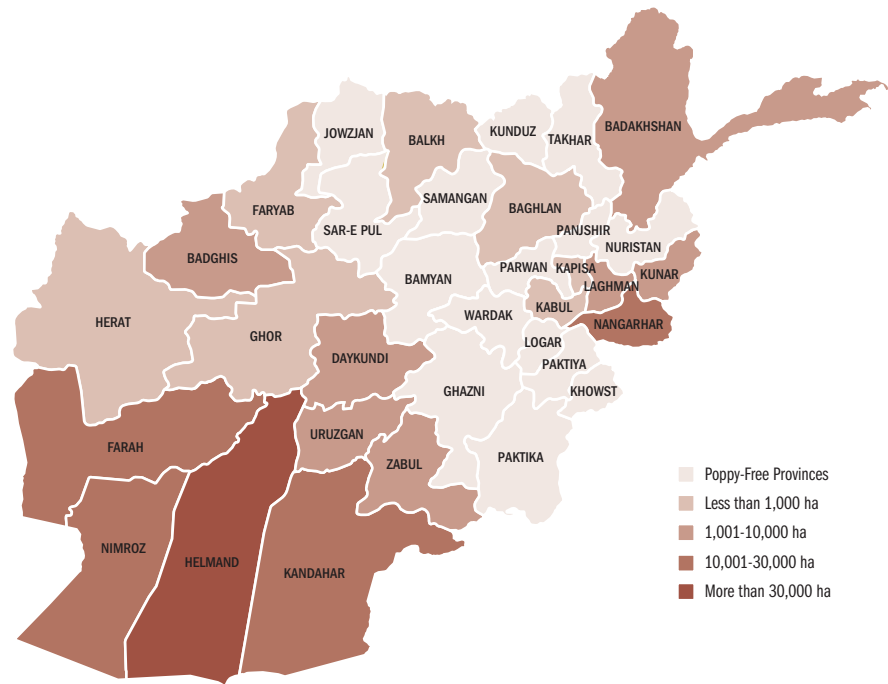 JOWZJAN
BALKH
KUNDUZ
TAKHAR
BADAKHSHAN
FARYAB
SAR-E PUL
SAMANGAN
BAGHLAN
PANJSHIR
NURISTAN
BADGHIS
BAMYAN
PARWAN
KAPISA
LAGHMAN
KUNAR
HERAT
GHOR
WARDAK
KABUL
NANGARHAR
DAYKUNDI
LOGAR
PAKTIYA
GHAZNI
KHOWST
FARAH
URUZGAN
ZABUL
PAKTIKA
NIMROZ
HELMAND
KANDAHAR
Poppy-Free Provinces
Less than 1,000 ha
1,001-10,000 ha
10,001-30,000 ha
More than 30,000 ha